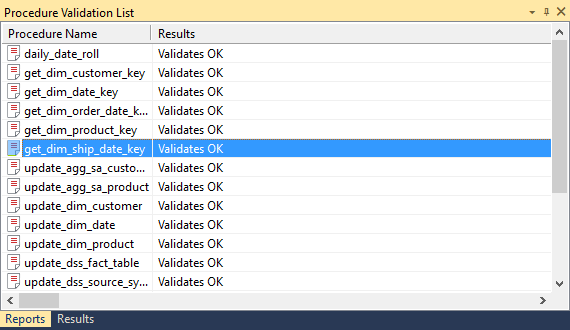 Procedure Validation List
Procedure Name Results
daily_date_roll Validates OK
get_dim_customer_key Validates OK
get_dim_date_key Validates OK
get_dim_order_date_k... Validates OK
get_dim_product_key Validates OK
get_dim_ship_date_key Validates OK
update_agg_sa_custo... Validates OK
update_agg_sa_product Validates OK
update_dim_customer Validates OK
update_dim_date Validates OK
update_dim_product Validates OK
update_dss_fact_table Validates OK
update_dss_source_sy... Validates OK
Reports Results